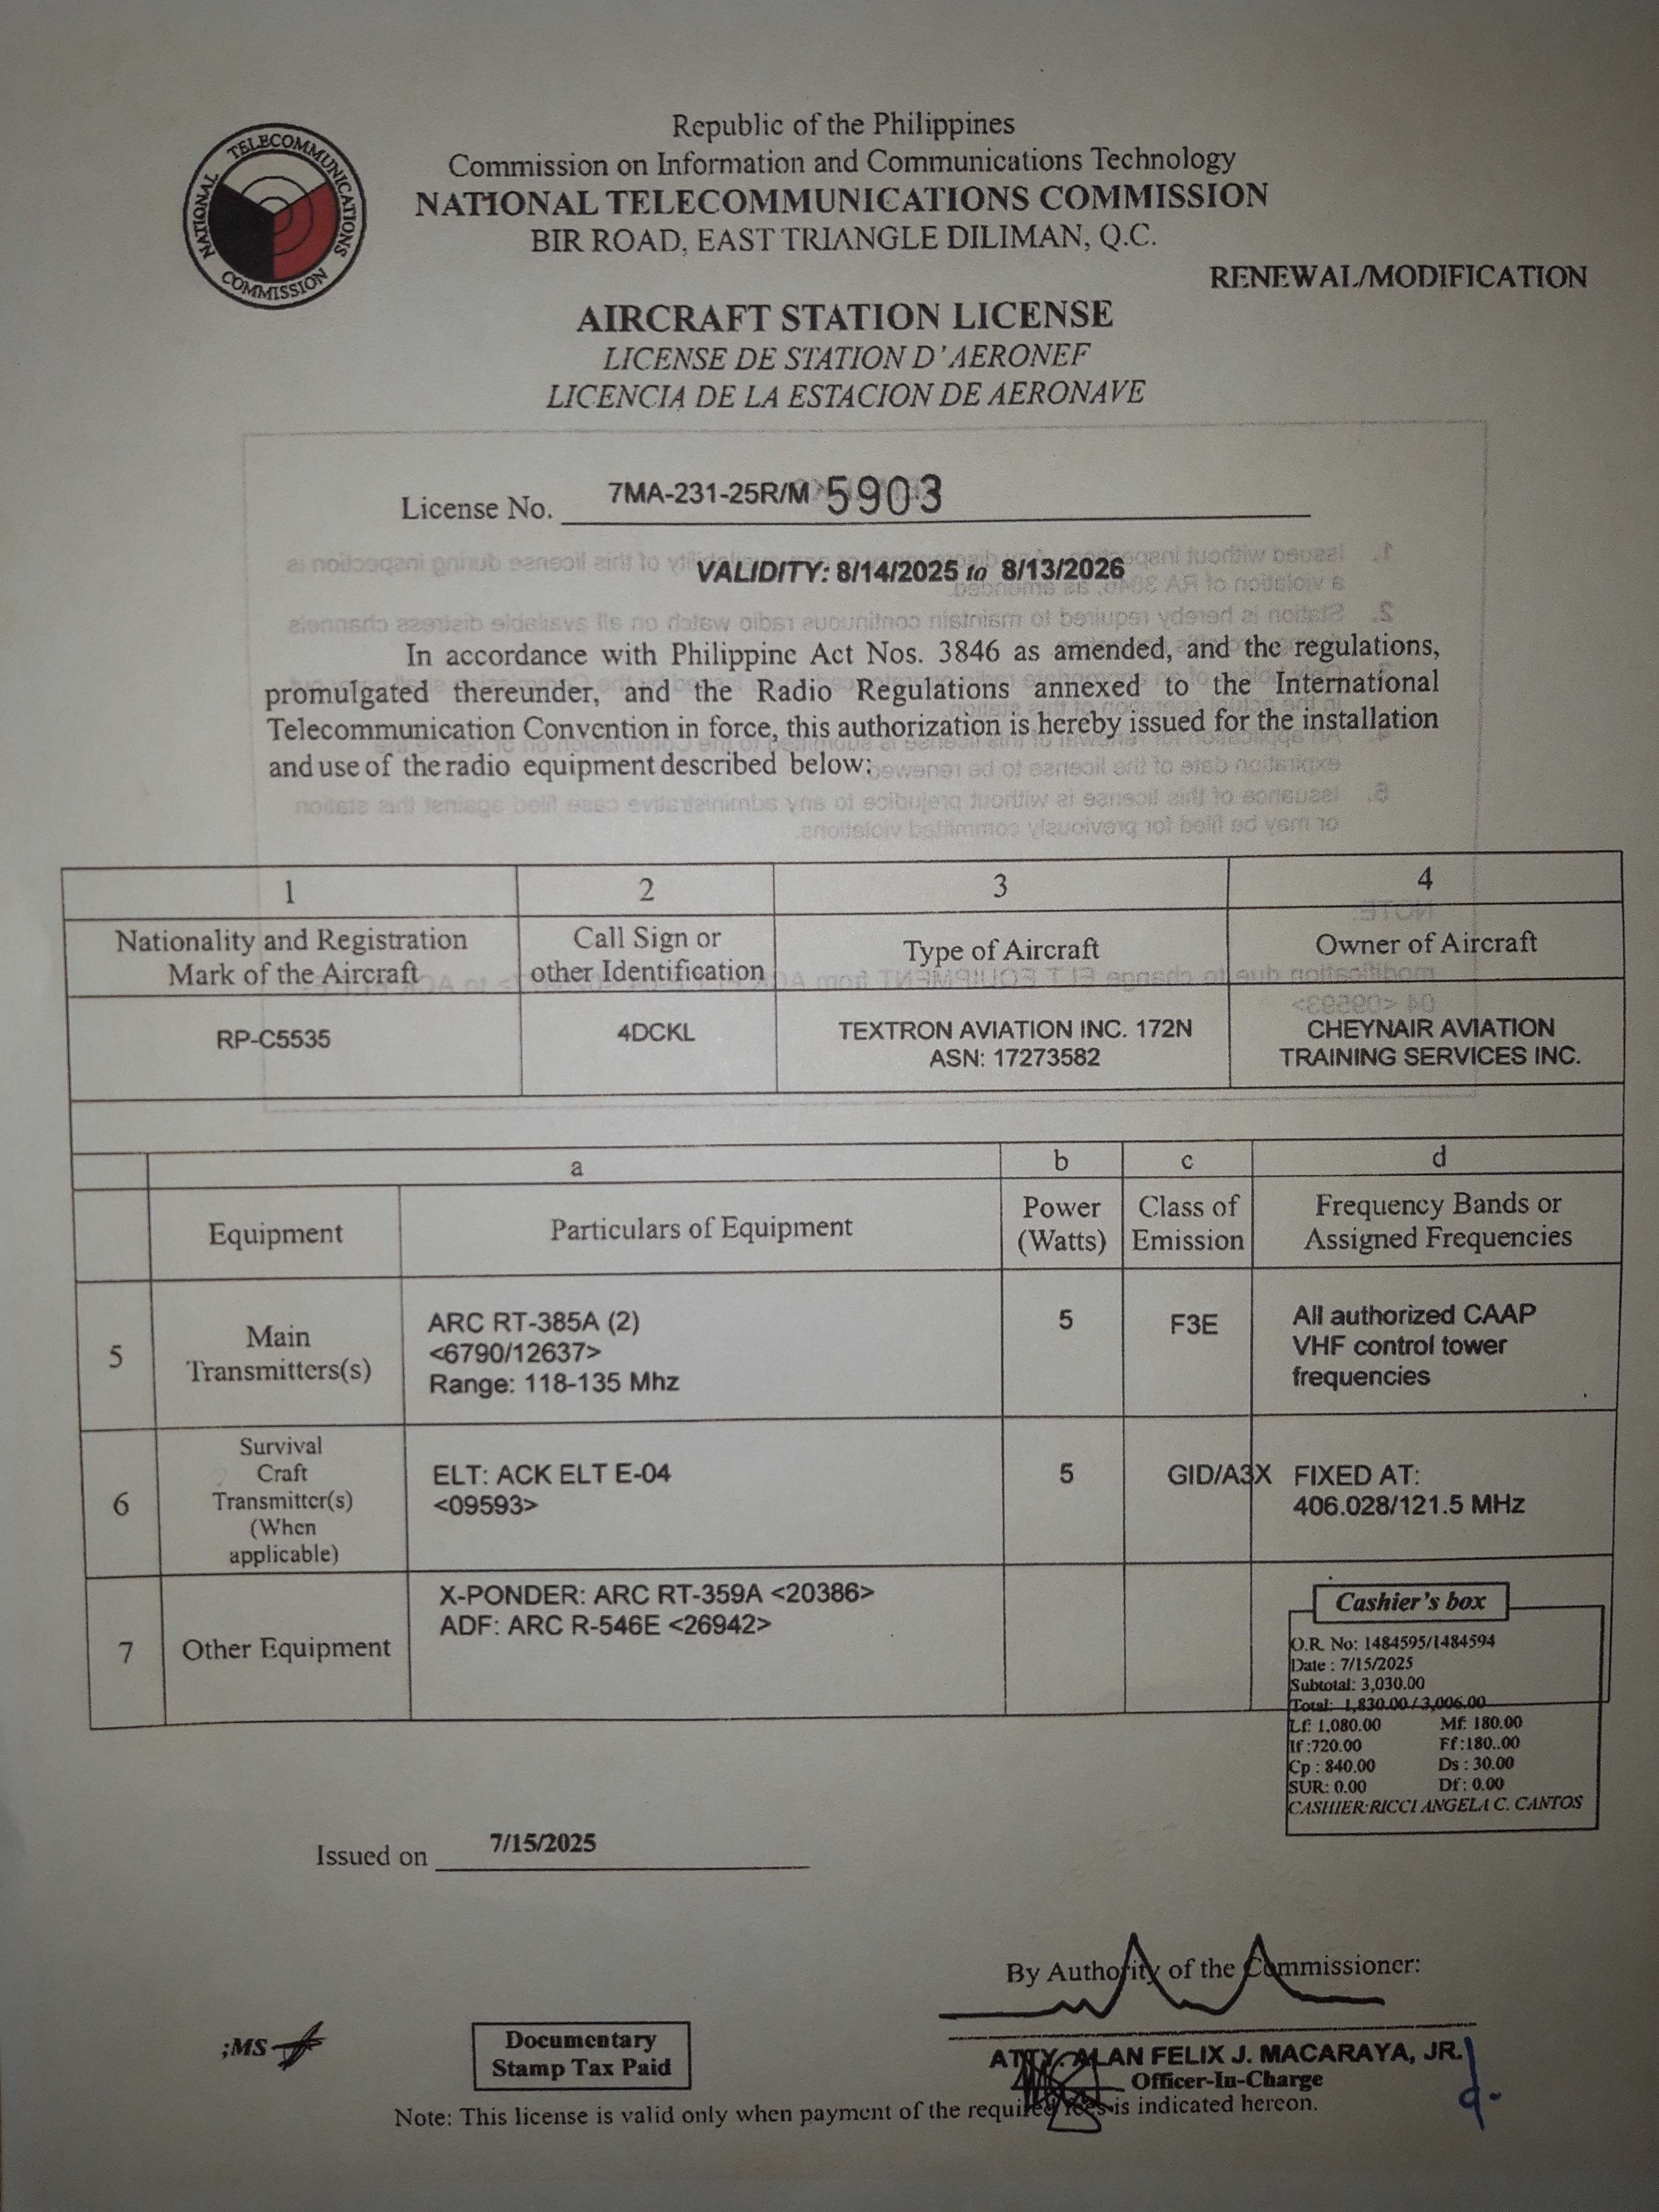 NATIONAL TELECOMMUNICATIONS COMMISSION
Republic of the Philippines
Commission on Information and Communications Technology
NATIONAL TELECOMMUNICATIONS COMMISSION
BIR ROAD, EAST TRIANGLE DILIMAN, Q.C.
RENEWAL/MODIFICATION
AIRCRAFT STATION LICENSE
LICENSE DE STATION D'AERONEF
LICENCIA DE LA ESTACION DE AERONAVE
License No. 7MA-231-25R/M 5903
VALIDITY: 8/14/2025 to 8/13/2026
In accordance with Philippine Act Nos. 3846 as amended, and the regulations,
promulgated thereunder, and the Radio Regulations annexed to the International
Telecommunication Convention in force, this authorization is hereby issued for the installation
and use of the radio equipment described below:
1 2 3 4
Nationality and Registration Mark of the Aircraft
Call Sign or other Identification
Type of Aircraft
Owner of Aircraft
RP-C5535
4DCKL
TEXTRON AVIATION INC. 172N
ASN: 17273582
CHEYNAIR AVIATION
TRAINING SERVICES INC.
a b c d
Equipment
Particulars of Equipment
Power
(Watts)
Class of
Emission
Frequency Bands or
Assigned Frequencies
5
Main
Transmitters(s)
ARC RT-385A (2)
<6790/12637>
Range: 118-135 Mhz
5
F3E
All authorized CAAP
VHF control tower
frequencies
6
Survival
Craft
Transmitter(s)
(When
applicable)
ELT: ACK ELT E-04
<09593>
5
GID/A3X
FIXED AT:
406.028/121.5 MHz
7
Other Equipment
X-PONDER: ARC RT-359A <20386>
ADF: ARC R-546E <26942>
Cashier's box
O.R. No: 1484595/1484594
Date : 7/15/2025
Subtotal: 3,030.00
Total: 1,830.00 / 3,006.00
Lf: 1,080.00 Mf: 180.00
If :720.00 Ff :180..00
Cp : 840.00 Ds : 30.00
SUR: 0.00 Df : 0.00
CASHIER:RICCI ANGELA C. CANTOS
Issued on 7/15/2025
By Authority of the Commissioner:
;MS
Documentary
Stamp Tax Paid
ATTY. ALAN FELIX J. MACARAYA, JR.
Officer-In-Charge
Note: This license is valid only when payment of the required fees is indicated hereon.